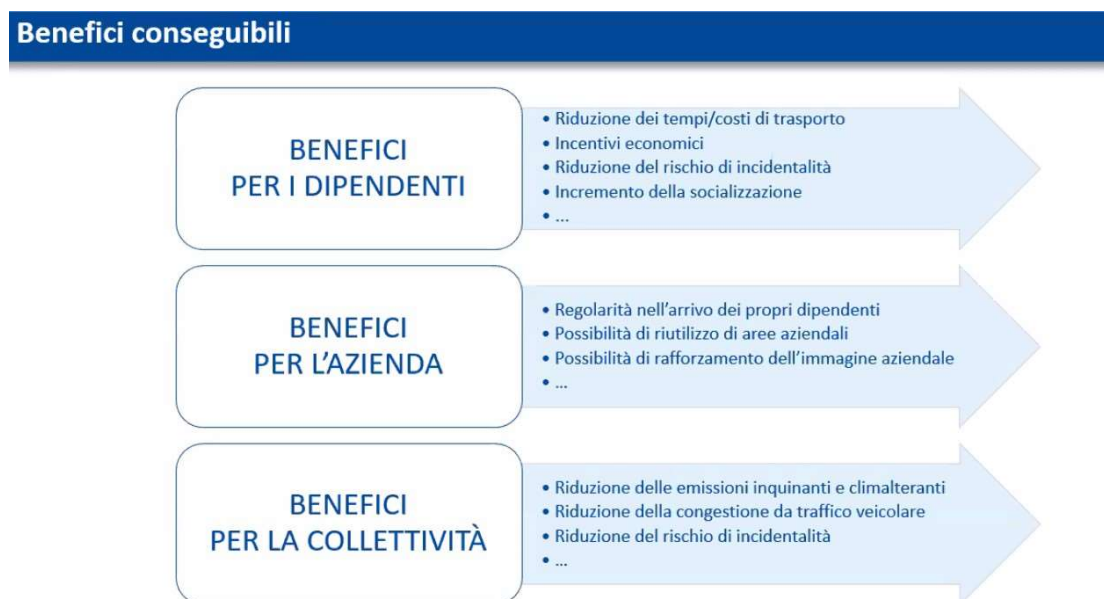 Benefici conseguibili
BENEFICI
PER I DIPENDENTI
• Riduzione dei tempi/costi di trasporto
• Incentivi economici
• Riduzione del rischio di incidentalità
• Incremento della socializzazione
• ...
BENEFICI
PER L’AZIENDA
• Regolarità nell’arrivo dei propri dipendenti
• Possibilità di riutilizzo di aree aziendali
• Possibilità di rafforzamento dell’immagine aziendale
• ...
BENEFICI
PER LA COLLETTIVITÀ
• Riduzione delle emissioni inquinanti e climalteranti
• Riduzione della congestione da traffico veicolare
• Riduzione del rischio di incidentalità
• ...